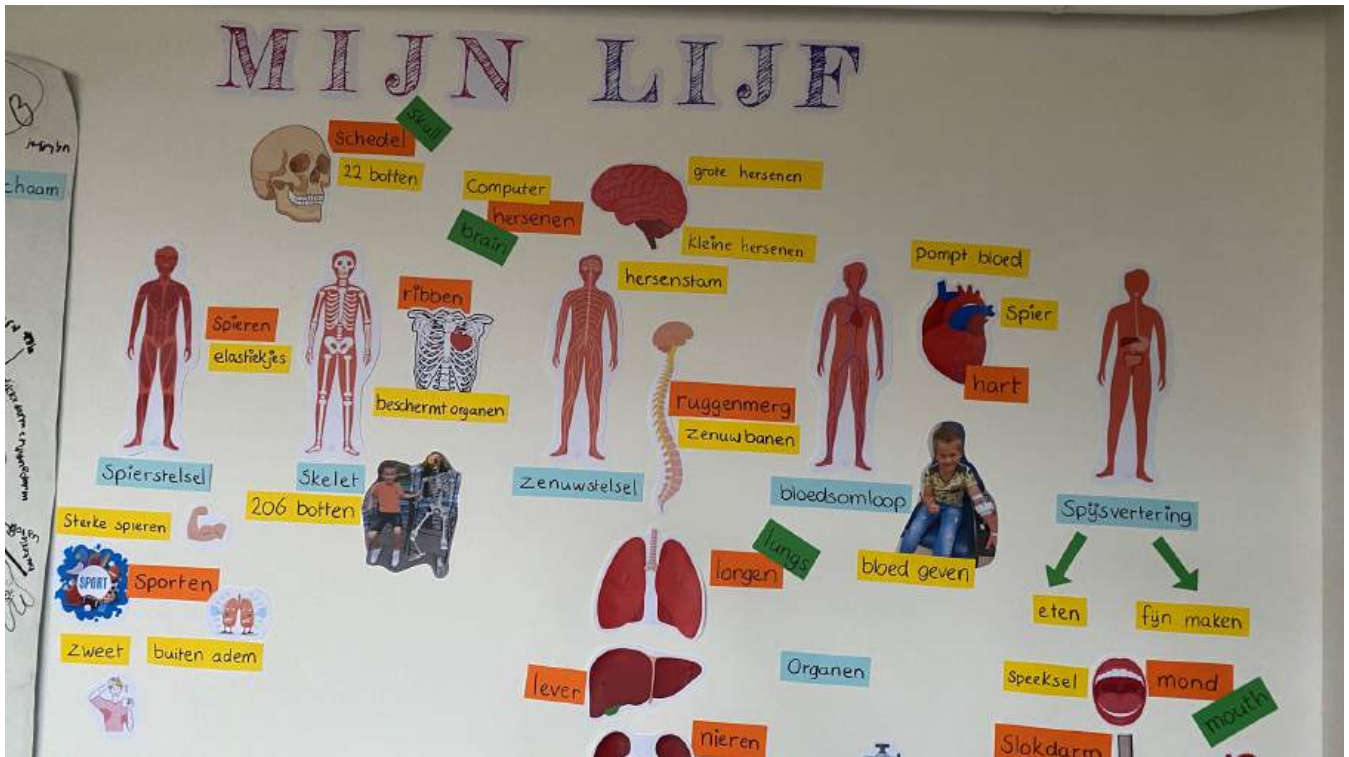 MIJN LIJF
skull
schedel
22 botten
Computer
hersenen
brain
grote hersenen
kleine hersenen
hersenstam
chaam
Spieren
elastiekjes
ribben
beschermt organen
pompt bloed
Spier
hart
ruggenmerg
zenuwbanen
Spierstelsel
Skelet
206 botten
zenuwstelsel
bloedsomloop
Spijsvertering
Sterke spieren
SPORT
Sporten
zweet
buiten adem
longen
lungs
bloed geven
eten
fijn maken
lever
Organen
Speeksel
mond
mouth
nieren
Slokdarm